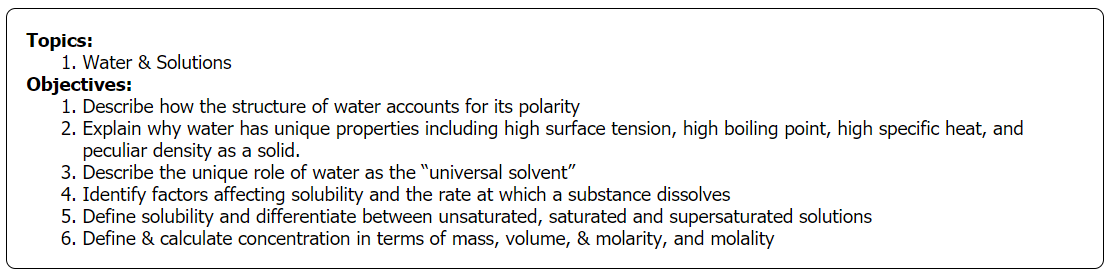 Topics:
1. Water & Solutions
Objectives:
1. Describe how the structure of water accounts for its polarity
2. Explain why water has unique properties including high surface tension, high boiling point, high specific heat, and
peculiar density as a solid.
3. Describe the unique role of water as the “universal solvent”
4. Identify factors affecting solubility and the rate at which a substance dissolves
5. Define solubility and differentiate between unsaturated, saturated and supersaturated solutions
6. Define & calculate concentration in terms of mass, volume, & molarity, and molality